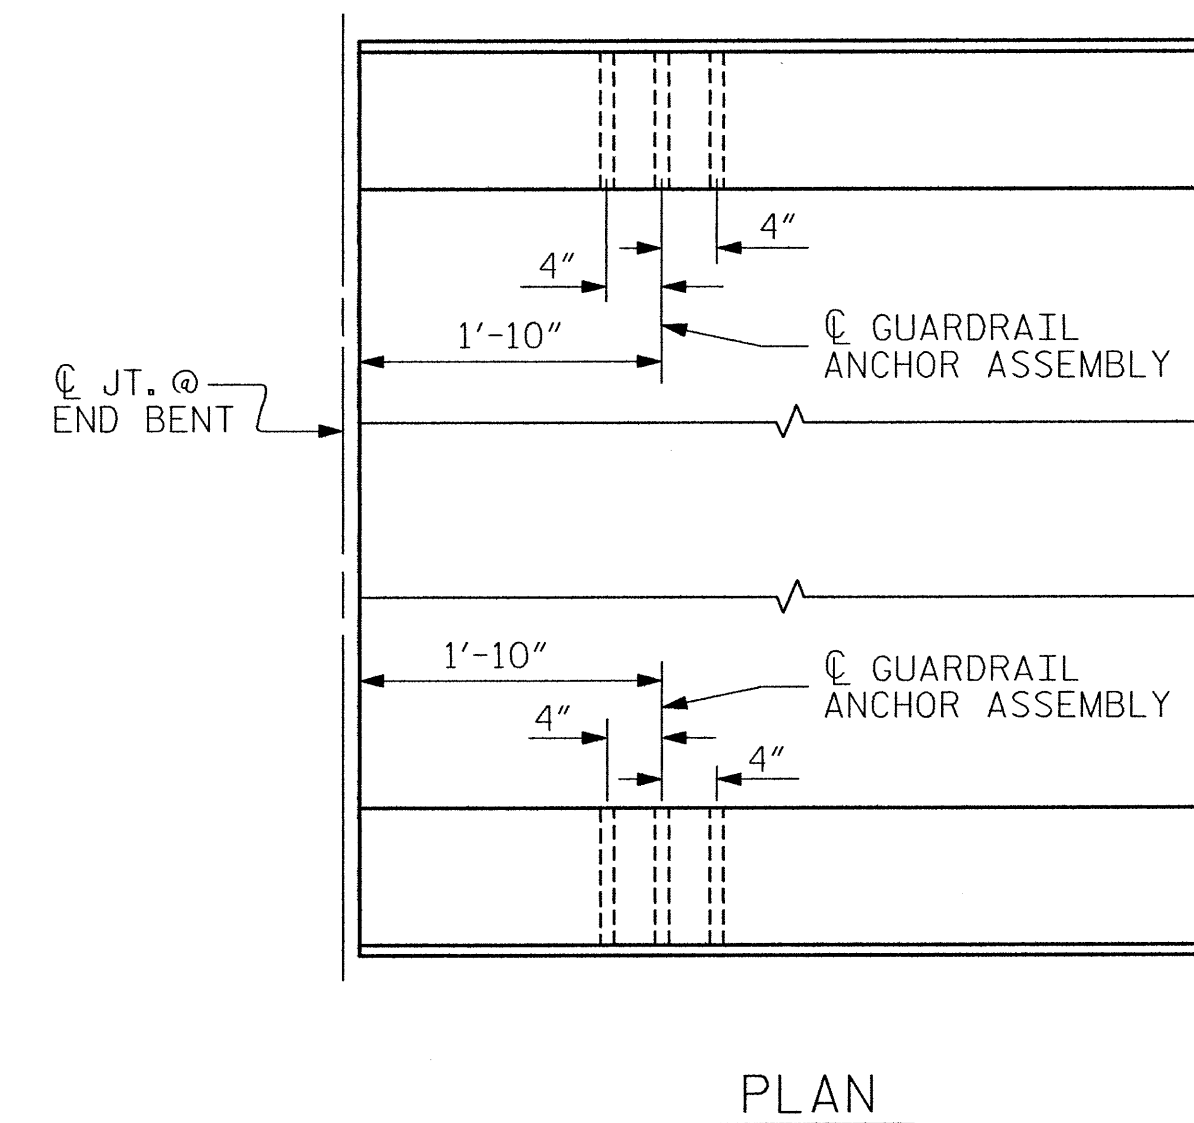 4″
4″
1′-10″
℄ GUARDRAIL
ANCHOR ASSEMBLY
℄ JT. @
END BENT
1′-10″
℄ GUARDRAIL
ANCHOR ASSEMBLY
4″
4″
PLAN